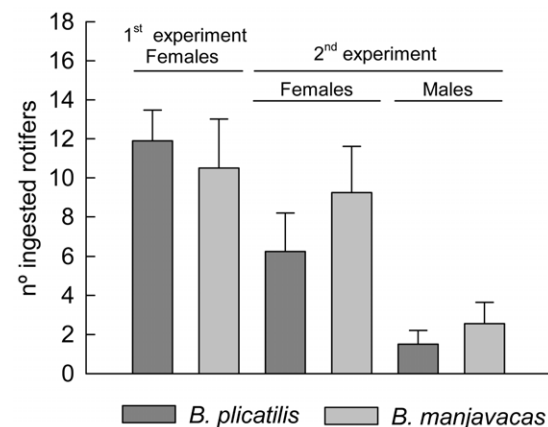 1st experiment
Females
2nd experiment
Females
Males
nº ingested rotifers
18
16
14
12
10
8
6
4
2
0
B. plicatilis
B. manjavacas